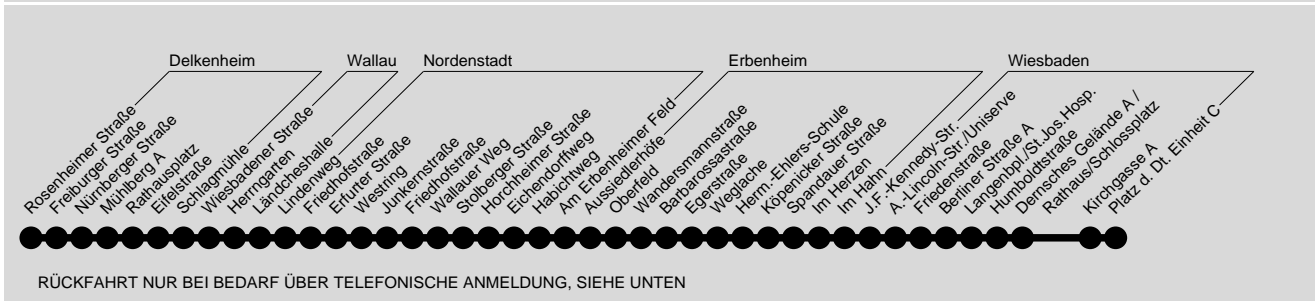 Delkenheim
Wallau
Nordenstadt
Erbenheim
Wiesbaden
Rosenheimer Straße
Freiburger Straße
Nürnberger Straße
Mühlberg A
Rathausplatz
Eifelstraße
Schlagmühle
Wiesbadener Straße
Herrngarten
Ländcheshalle
Lindenweg
Friedhofstraße
Erfurter Straße
Westring
Junkernstraße
Friedhofstraße
Wallauer Weg
Stolberger Straße
Horchheimer Straße
Eichendorffweg
Habichtweg
Am Erbenheimer Feld
Aussiedlerhöfe
Oberfeld
Wandersmannstraße
Barbarossastraße
Egerstraße
Weglache
Herm.-Ehlers-Schule
Köpenicker Straße
Spandauer Straße
Im Herzen
Im Hahn
J.F.-Kennedy-Str.
A.-Lincoln-Str./Uniserve
Friedenstraße
Berliner Straße A
Langenbpl./St.Jos.Hosp.
Humboldtstraße
Dernsches Gelände A /
Rathaus/Schlossplatz
Kirchgasse A
Platz d. Dt. Einheit C
RÜCKFAHRT NUR BEI BEDARF ÜBER TELEFONISCHE ANMELDUNG, SIEHE UNTEN